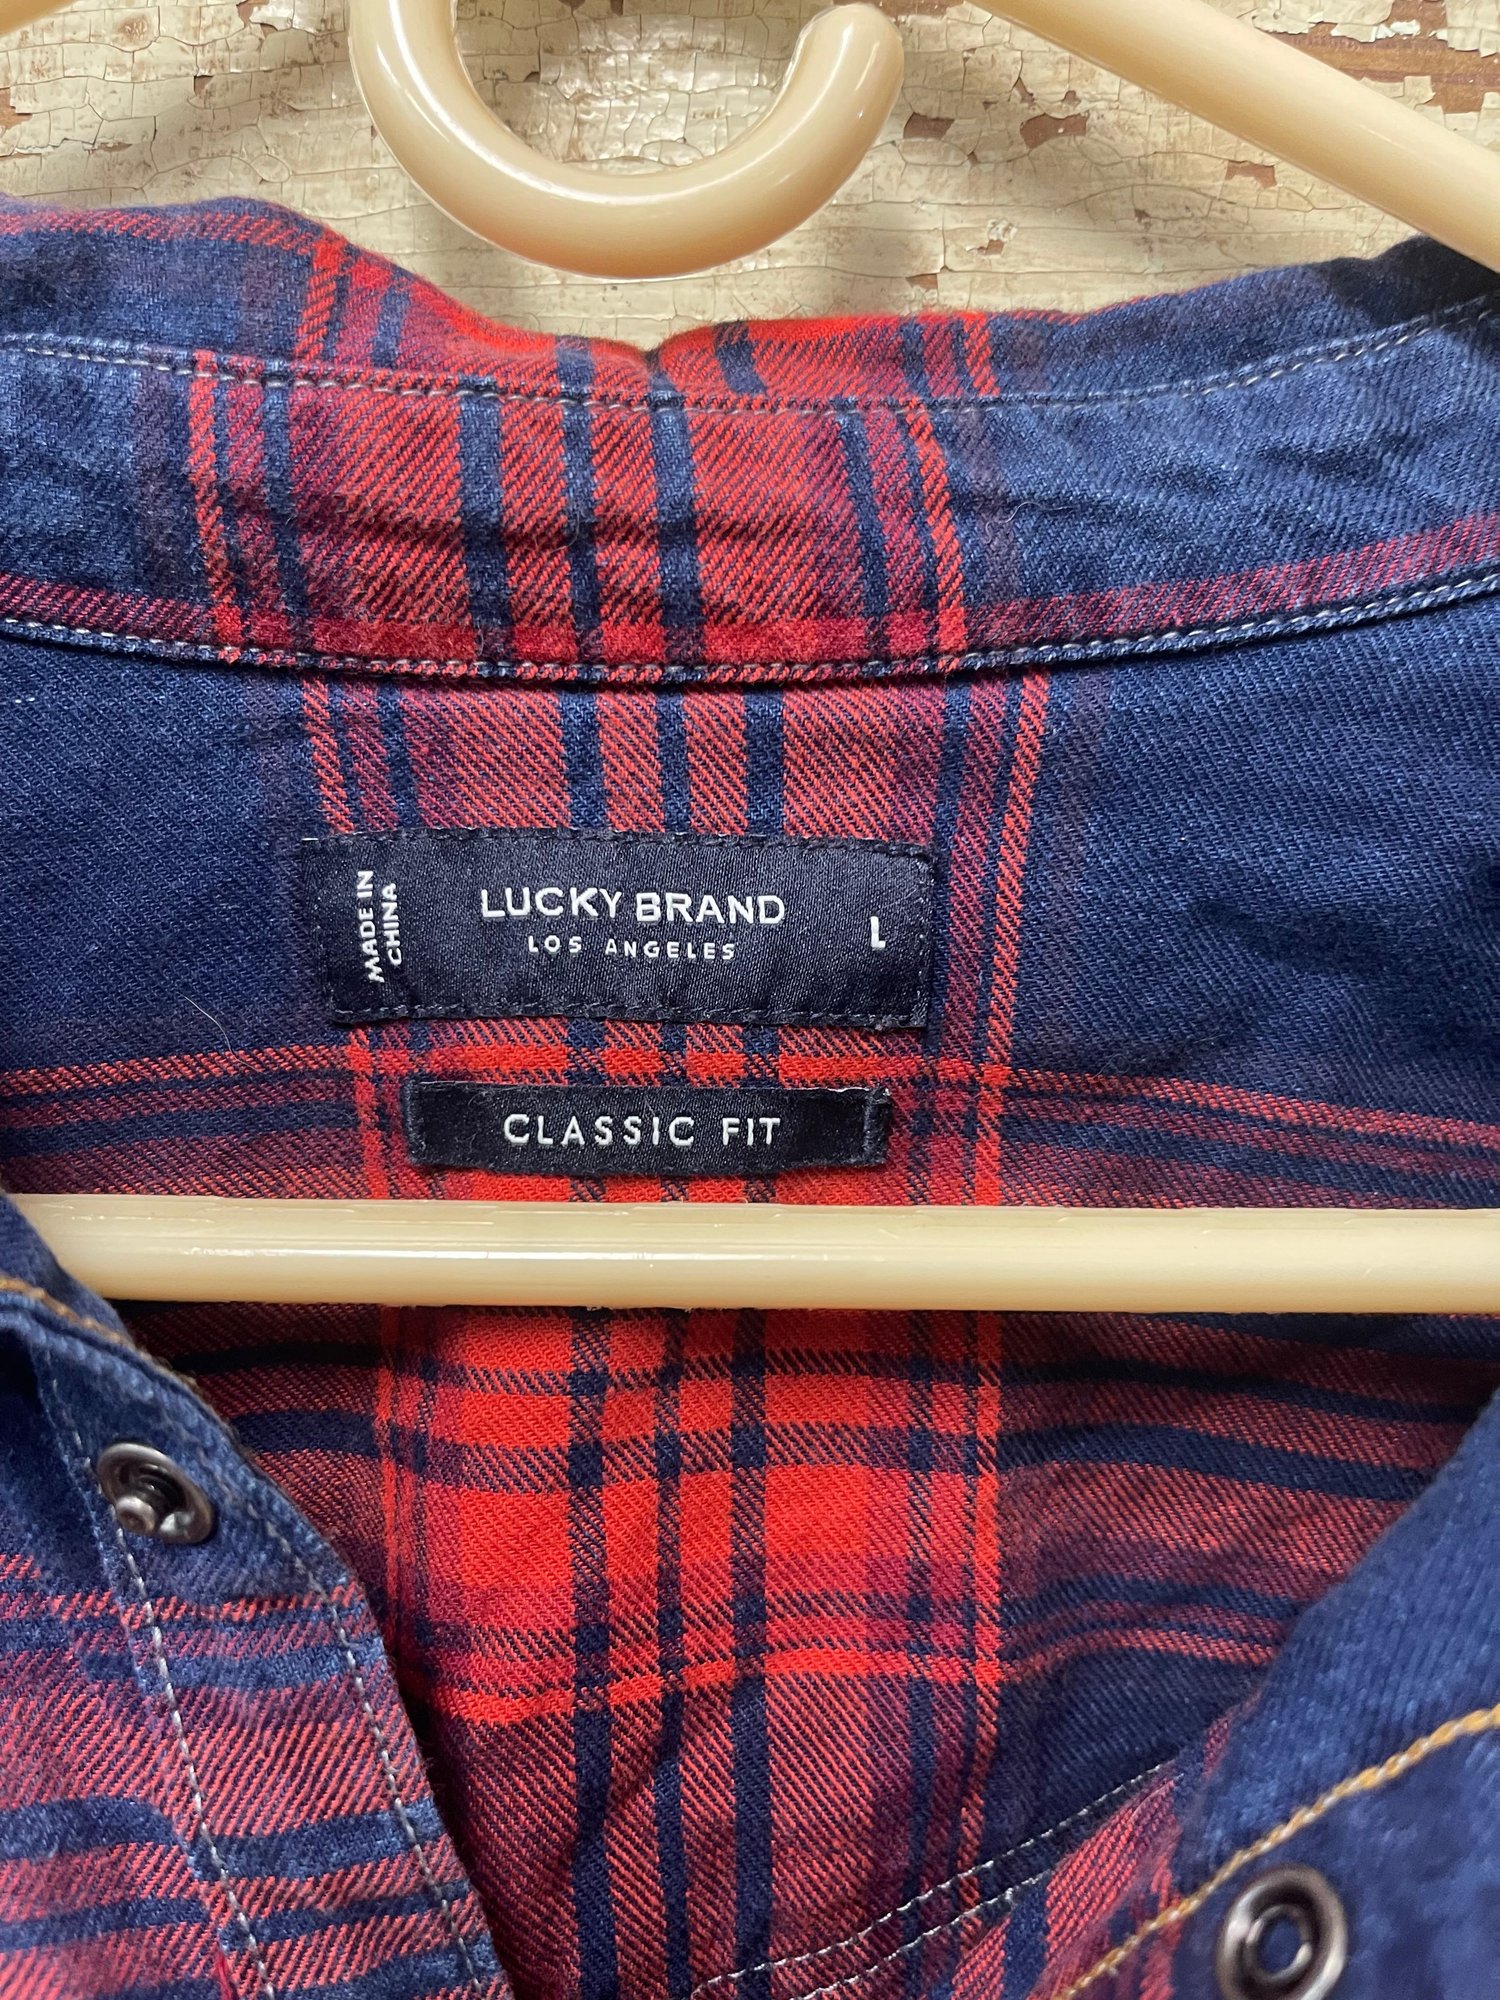 MADE IN
CHINA
LUCKY BRAND
LOS ANGELES
L
CLASSIC FIT